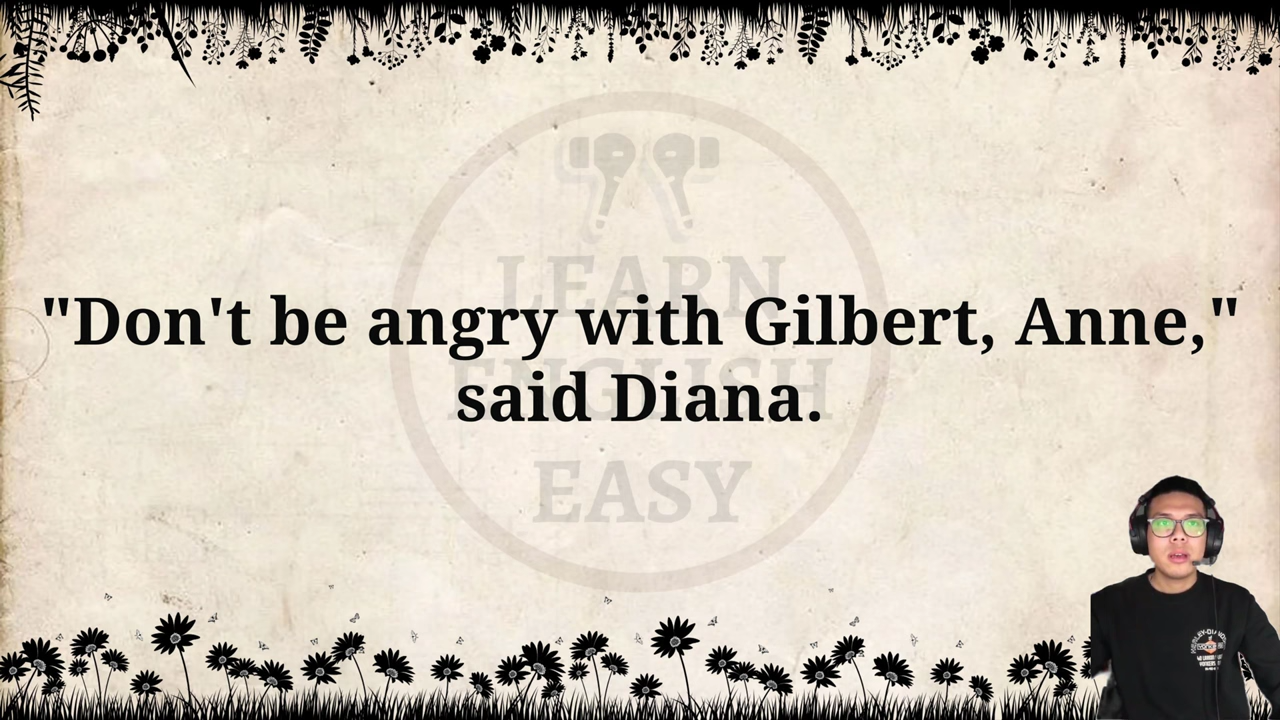 LEARN
"Don't be angry with Gilbert, Anne,"
ENGLISH
said Diana.
EASY